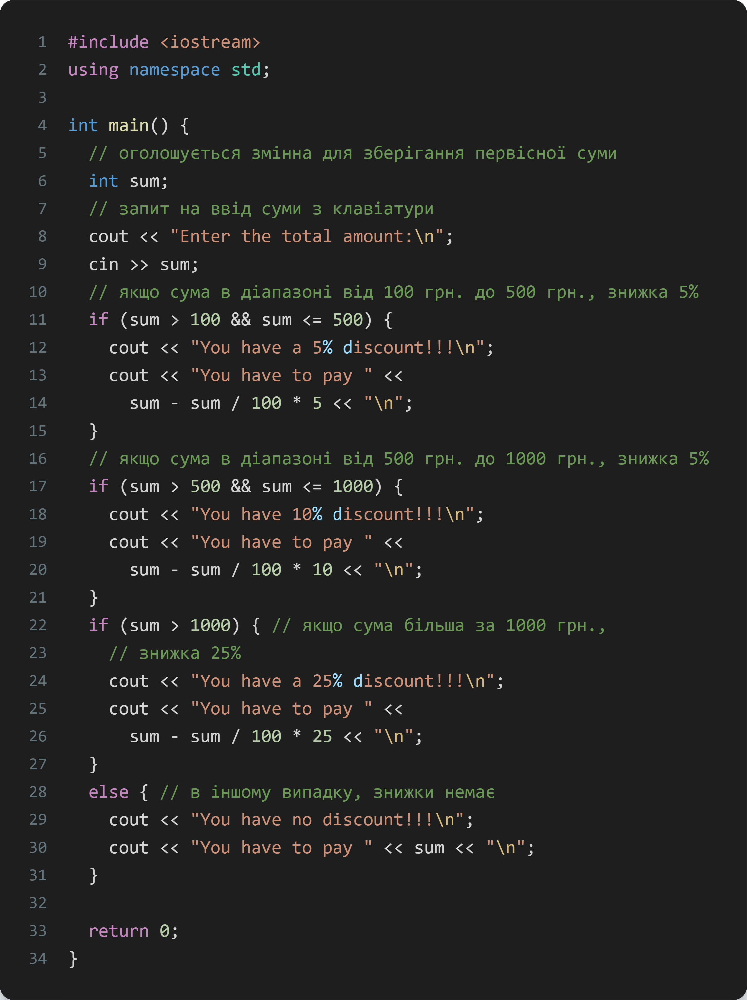 1 #include <iostream>
2 using namespace std;
3
4 int main() {
5 // оголошується змінна для зберігання первісної суми
6 int sum;
7 // запит на ввід суми з клавіатури
8 cout << "Enter the total amount:\n";
9 cin >> sum;
10 // якщо сума в діапазоні від 100 грн. до 500 грн., знижка 5%
11 if (sum > 100 && sum <= 500) {
12 cout << "You have a 5% discount!!!\n";
13 cout << "You have to pay " <<
14 sum - sum / 100 * 5 << "\n";
15 }
16 // якщо сума в діапазоні від 500 грн. до 1000 грн., знижка 5%
17 if (sum > 500 && sum <= 1000) {
18 cout << "You have 10% discount!!!\n";
19 cout << "You have to pay " <<
20 sum - sum / 100 * 10 << "\n";
21 }
22 if (sum > 1000) { // якщо сума більша за 1000 грн.,
23 // знижка 25%
24 cout << "You have a 25% discount!!!\n";
25 cout << "You have to pay " <<
26 sum - sum / 100 * 25 << "\n";
27 }
28 else { // в іншому випадку, знижки немає
29 cout << "You have no discount!!!\n";
30 cout << "You have to pay " << sum << "\n";
31 }
32
33 return 0;
34 }